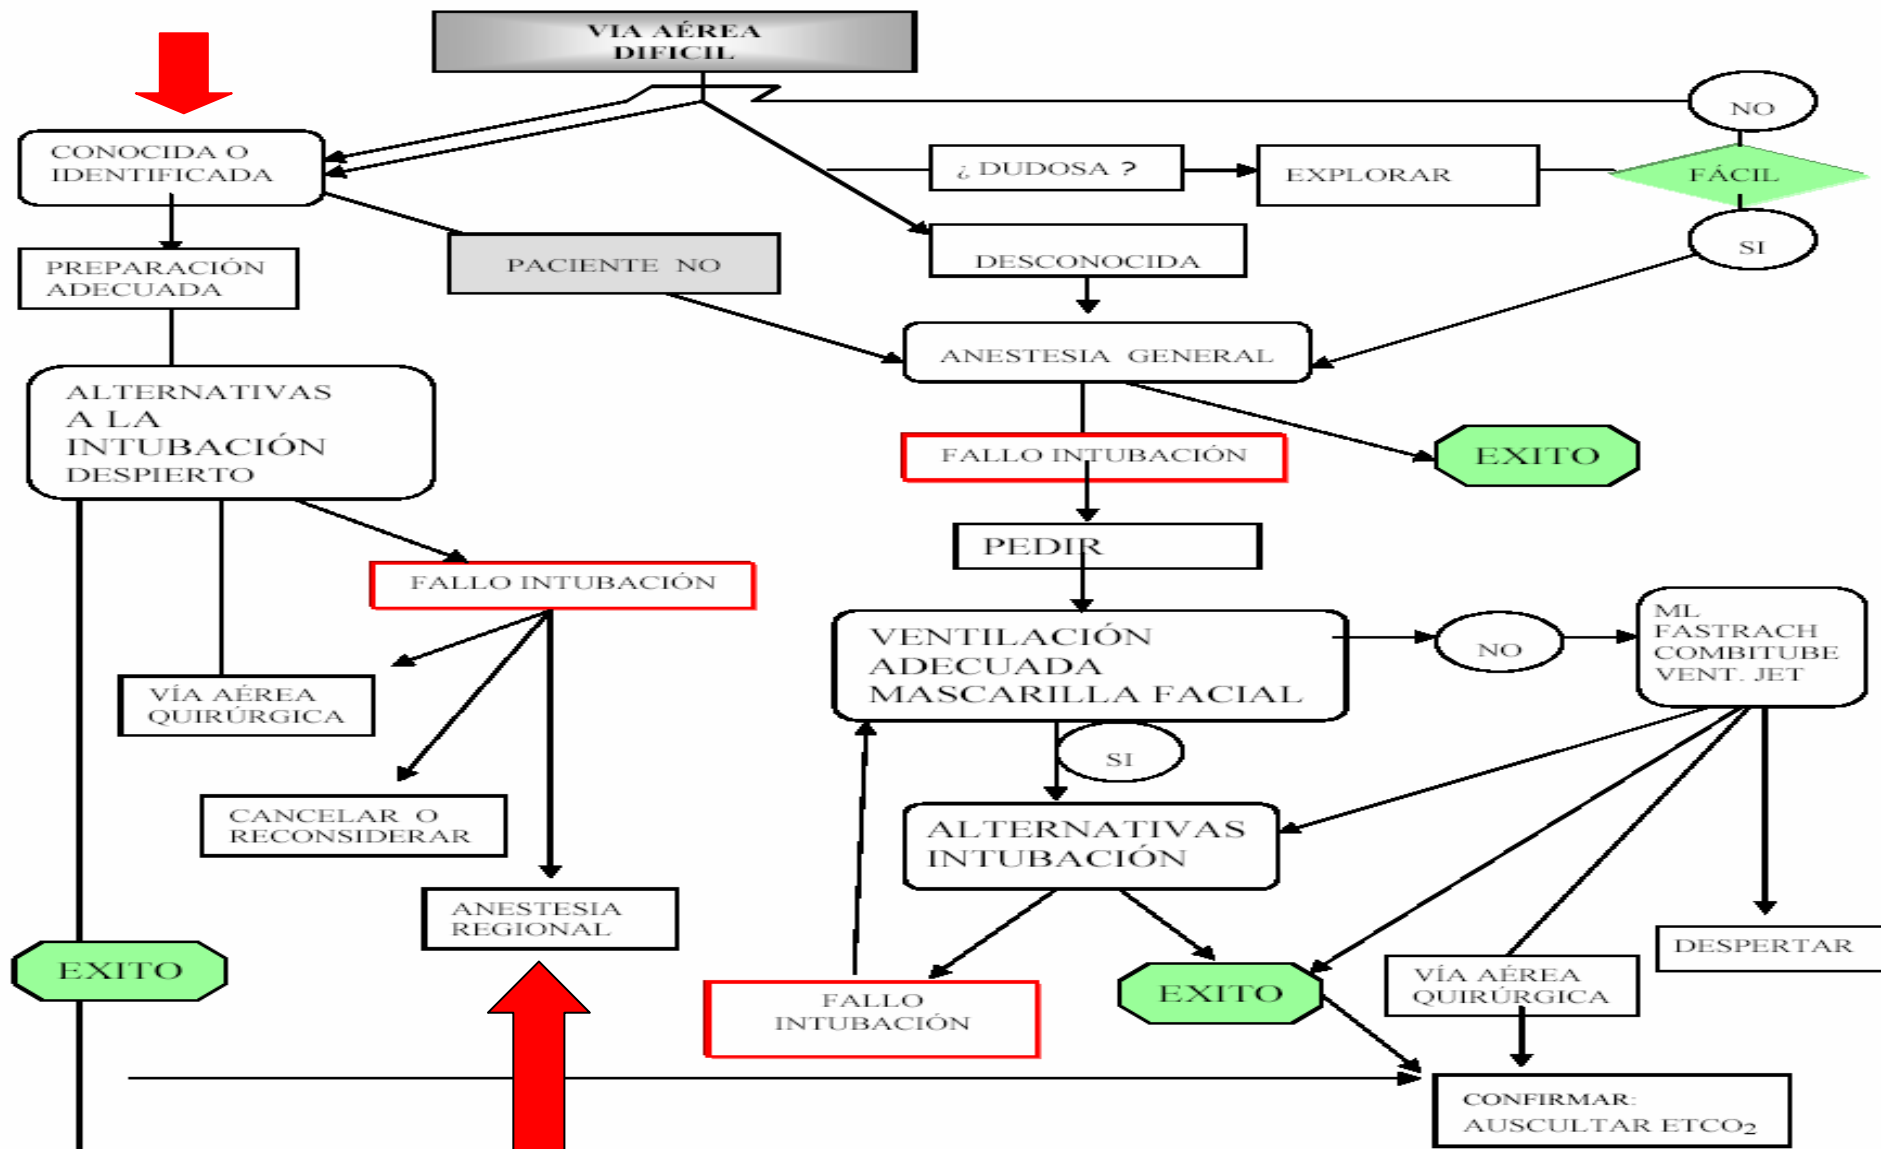 VIA AÉREA
DIFICIL
NO
CONOCIDA O
IDENTIFICADA
¿ DUDOSA ?
EXPLORAR
FÁCIL
SI
PREPARACIÓN
ADECUADA
PACIENTE NO
DESCONOCIDA
ANESTESIA GENERAL
ALTERNATIVAS
A LA
INTUBACIÓN
DESPIERTO
FALLO INTUBACIÓN
EXITO
PEDIR
FALLO INTUBACIÓN
VENTILACIÓN
ADECUADA
MASCARILLA FACIAL
NO
ML
FASTRACH
COMBITUBE
VENT. JET
VÍA AÉREA
QUIRÚRGICA
SI
CANCELAR O
RECONSIDERAR
ALTERNATIVAS
INTUBACIÓN
ANESTESIA
REGIONAL
DESPERTAR
EXITO
FALLO
INTUBACIÓN
EXITO
VÍA AÉREA
QUIRÚRGICA
CONFIRMAR:
AUSCULTAR ETCO₂